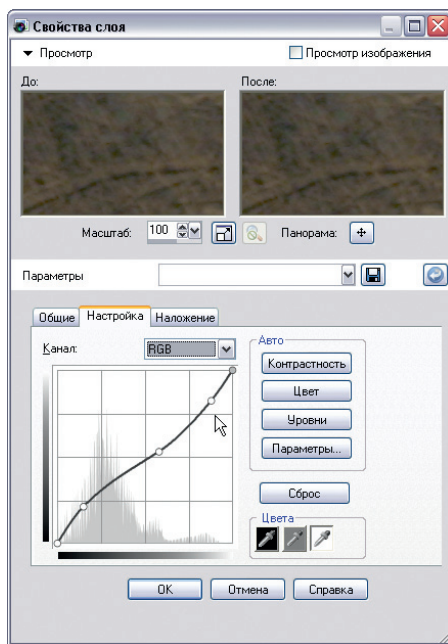 Свойства слоя
Просмотр
Просмотр изображения
До:
После:
Масштаб: 100
Панорама:
Параметры
Общие Настройка Наложение
Канал: RGB
Авто
Контрастность
Цвет
Уровни
Параметры...
Сброс
Цвета
OK Отмена Справка